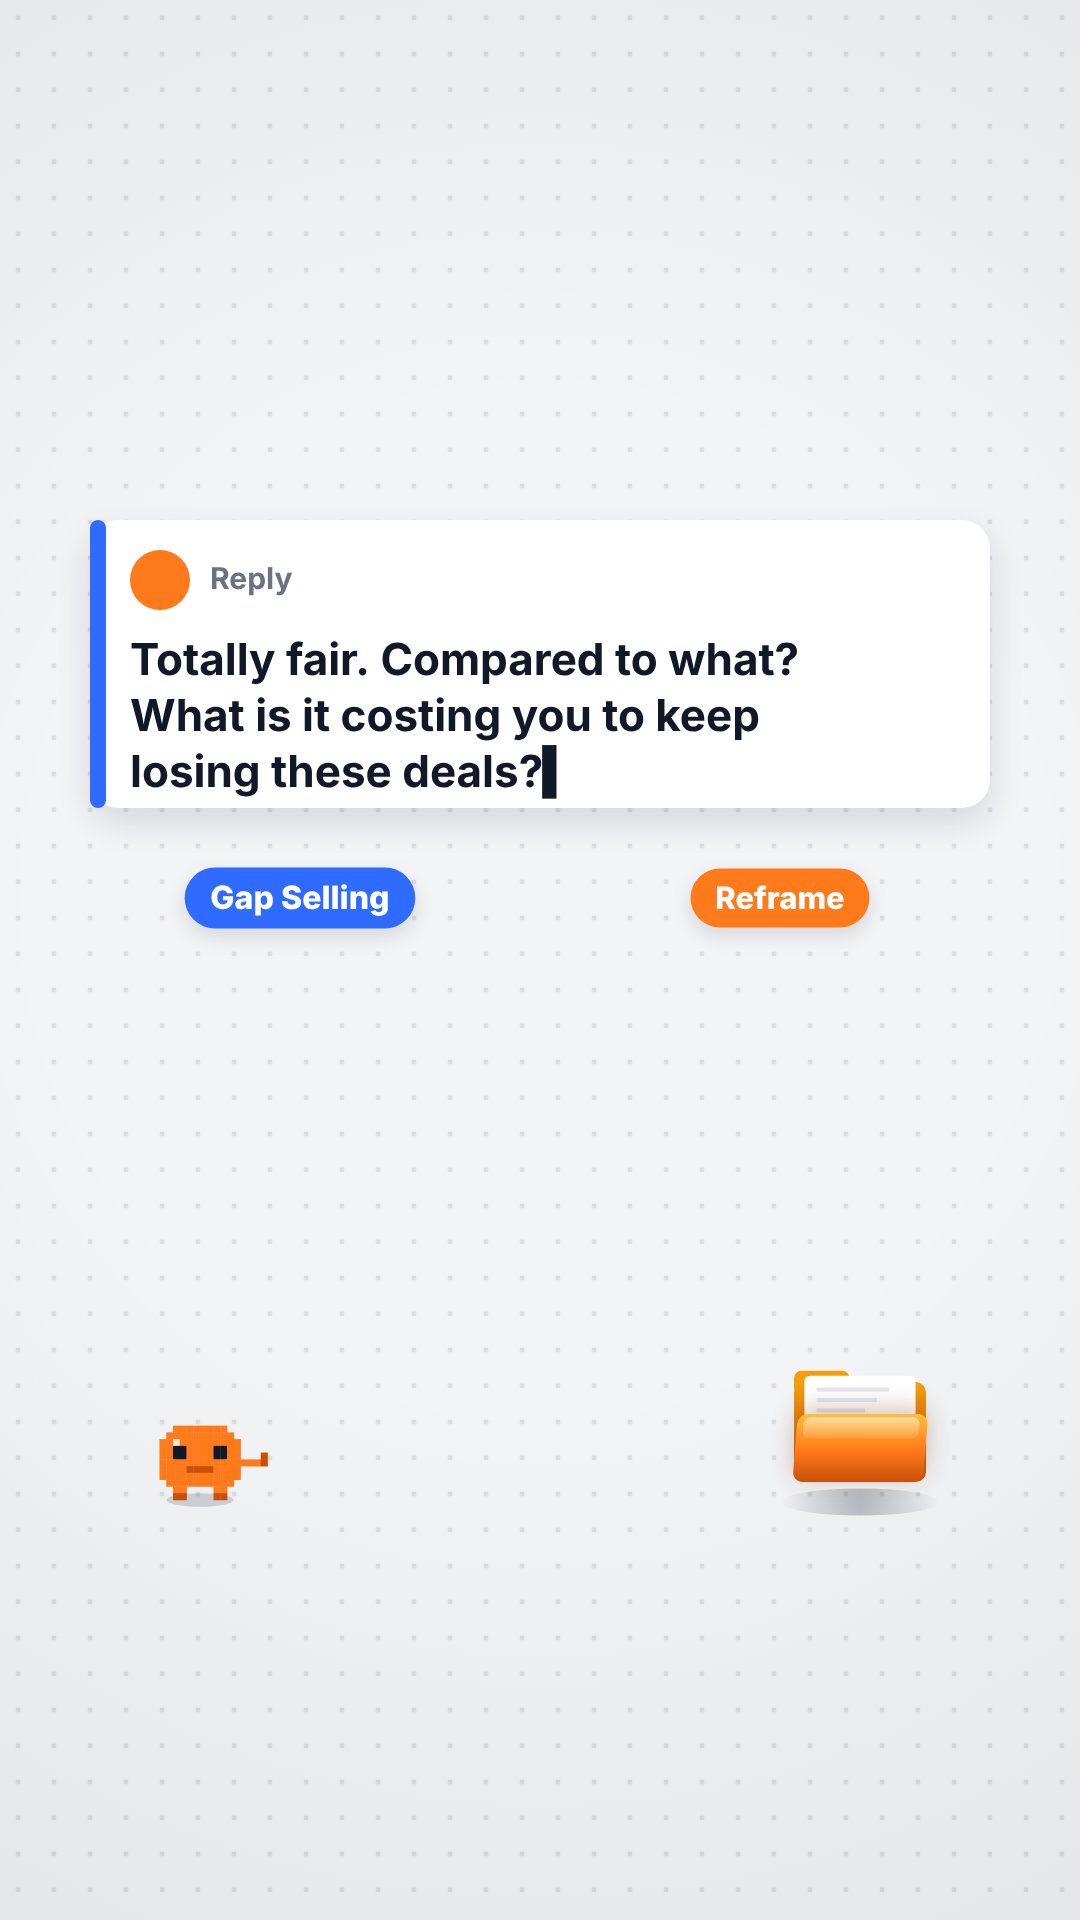 Reply
Totally fair. Compared to what?
What is it costing you to keep
losing these deals?
Gap Selling
Reframe